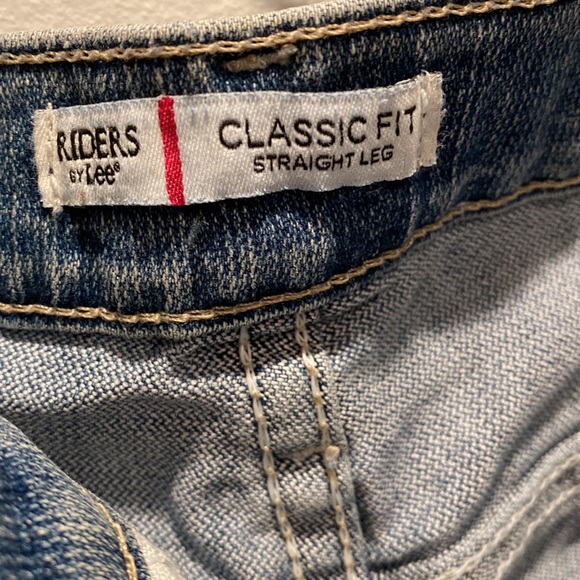 RIDERS
BY Lee®
CLASSIC FIT
STRAIGHT LEG